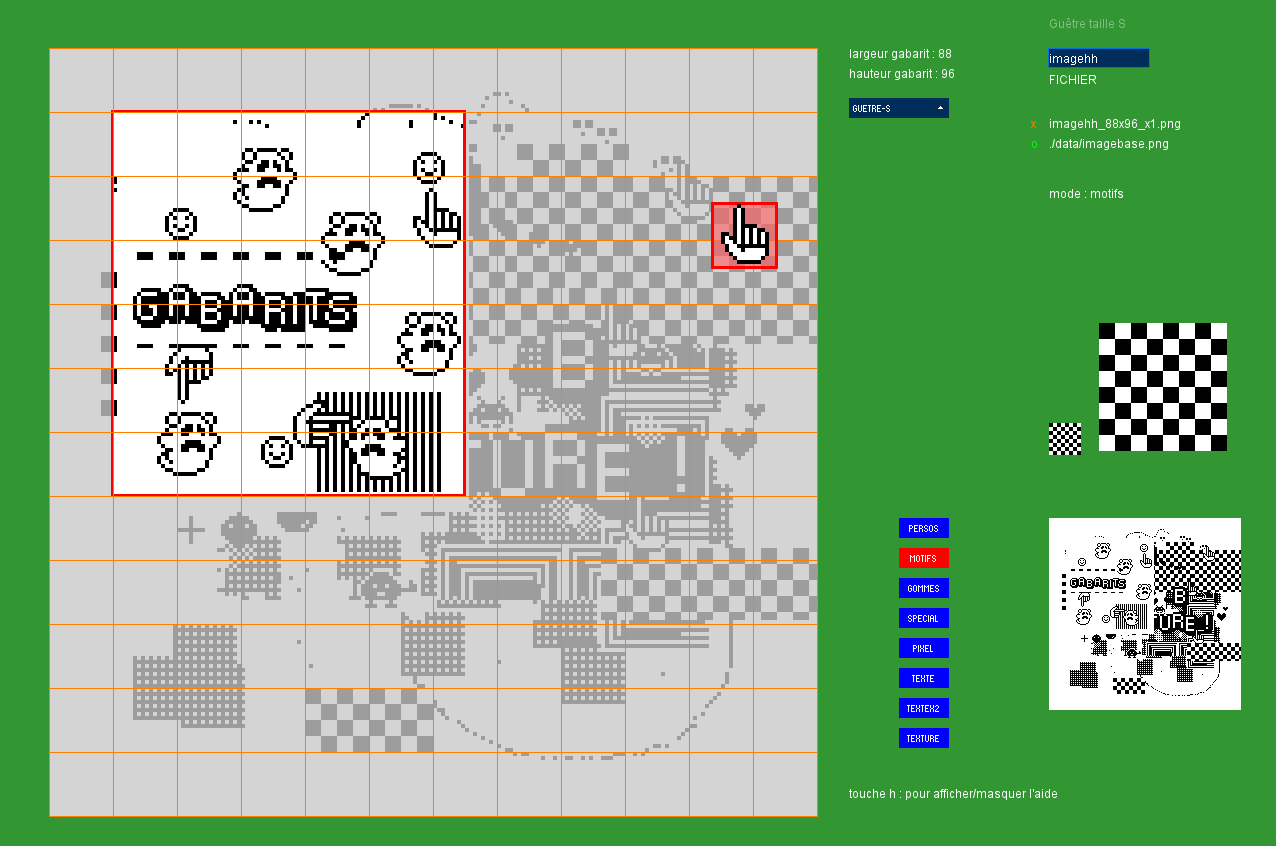 Guêtre taille S
largeur gabarit : 88
hauteur gabarit : 96
imagehh
FICHIER
GUETRE-S
x imagehh_88x96_x1.png
o ./data/imagebase.png
mode : motifs
GABARITS
B
URE !
PERSOS
MOTIFS
GOMMES
SPECIAL
PIXEL
TEXTE
TEXTEX2
TEXTURE
GABARITS
B
URE !
touche h : pour afficher/masquer l'aide